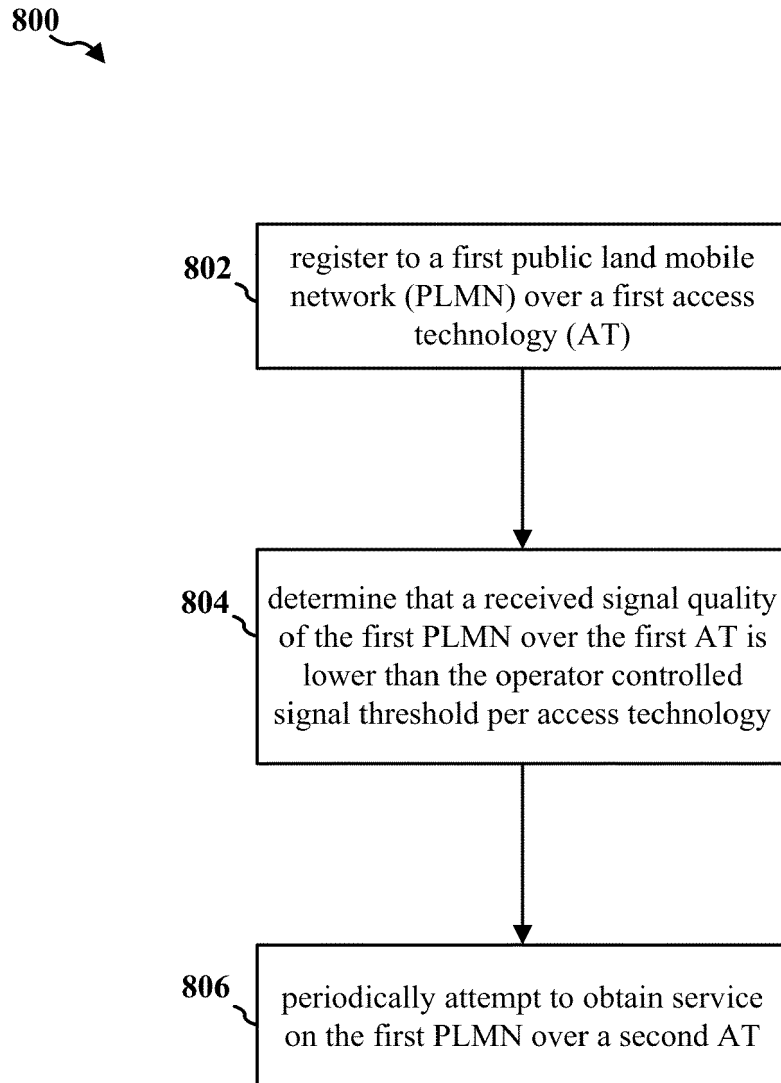 800
802
register to a first public land mobile
network (PLMN) over a first access
technology (AT)
804
determine that a received signal quality
of the first PLMN over the first AT is
lower than the operator controlled
signal threshold per access technology
806
periodically attempt to obtain service
on the first PLMN over a second AT